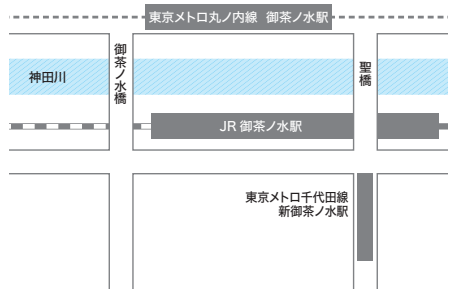 東京メトロ丸ノ内線 御茶ノ水駅
御茶ノ水橋
聖橋
神田川
JR 御茶ノ水駅
東京メトロ千代田線
新御茶ノ水駅